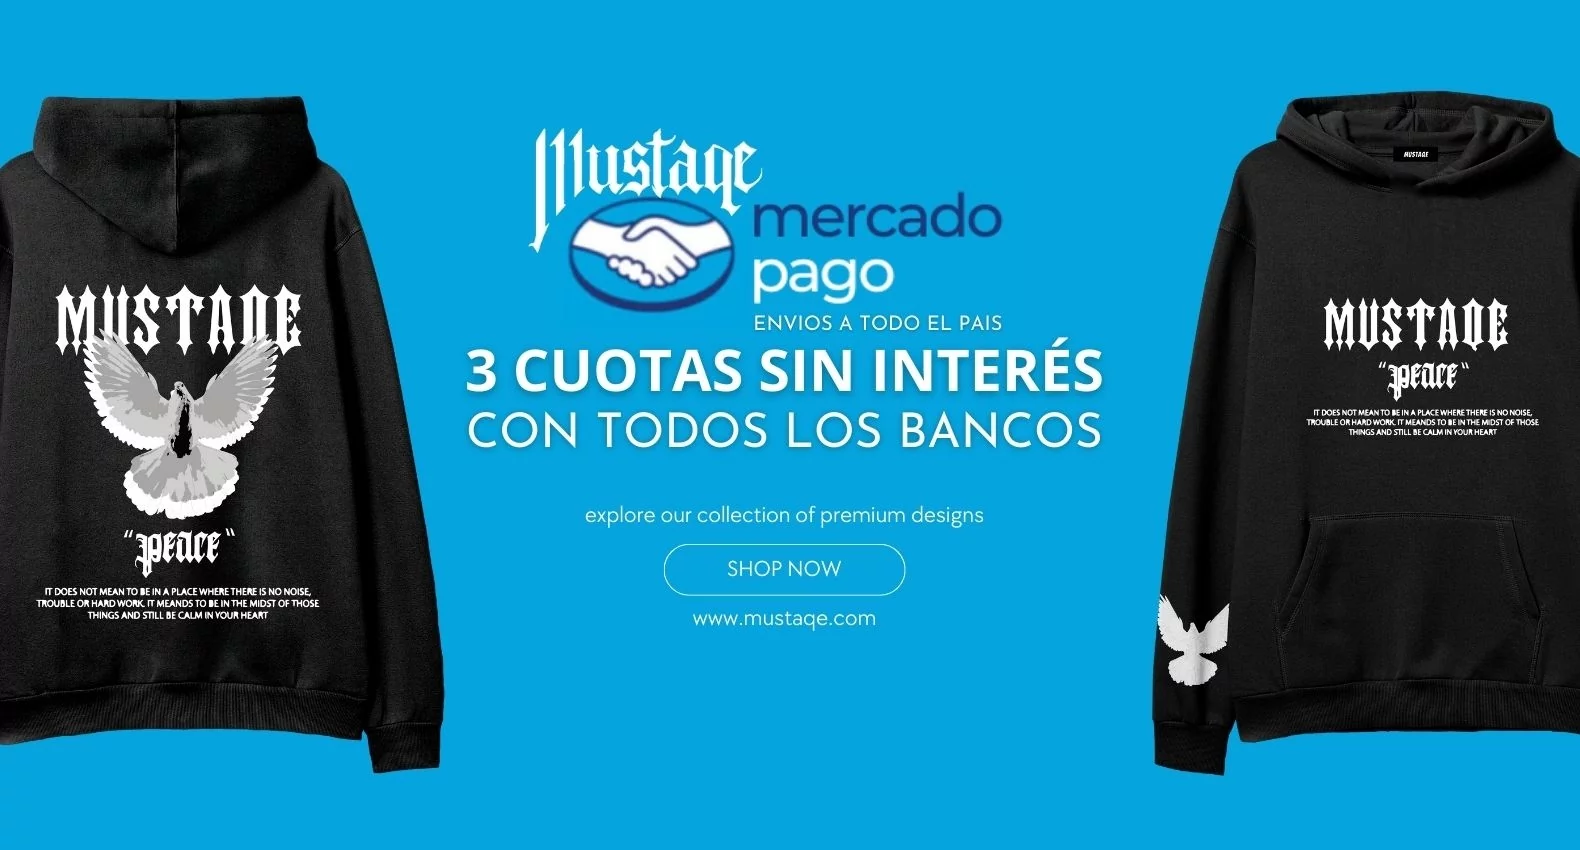 MUSTAQE
“peace“
IT DOES NOT MEAN TO BE IN A PLACE WHERE THERE IS NO NOISE,
TROUBLE OR HARD WORK. IT MEANDS TO BE IN THE MIDST OF THOSE
THINGS AND STILL BE CALM IN YOUR HEART
Mustaqe
mercado
pago
ENVIOS A TODO EL PAIS
3 CUOTAS SIN INTERÉS
CON TODOS LOS BANCOS
explore our collection of premium designs
SHOP NOW
www.mustaqe.com
MUSTAQE
MUSTAQE
“peace“
IT DOES NOT MEAN TO BE IN A PLACE WHERE THERE IS NO NOISE,
TROUBLE OR HARD WORK. IT MEANDS TO BE IN THE MIDST OF THOSE
THINGS AND STILL BE CALM IN YOUR HEART